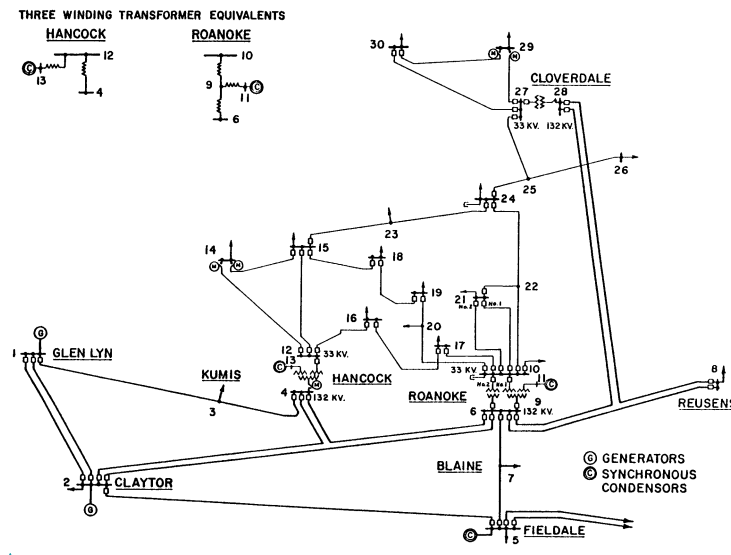 THREE WINDING TRANSFORMER EQUIVALENTS
HANCOCK
ROANOKE
12
C
13
4
10
9
C
11
6
30
29
M
M
CLOVERDALE
27
28
33 KV.
132 KV.
26
25
24
23
14
M
M
15
18
22
19
21
No.2
No.1
16
20
17
G
1
GLEN LYN
12
33 KV.
13
C
HANCOCK
M
4
132 KV.
KUMIS
3
33 KV.
10
No.2
No.1
11
C
ROANOKE
9
6
132 KV.
8
REUSENS
BLAINE
7
2
CLAYTOR
G
G GENERATORS
C SYNCHRONOUS
CONDENSORS
C
5
FIELDALE